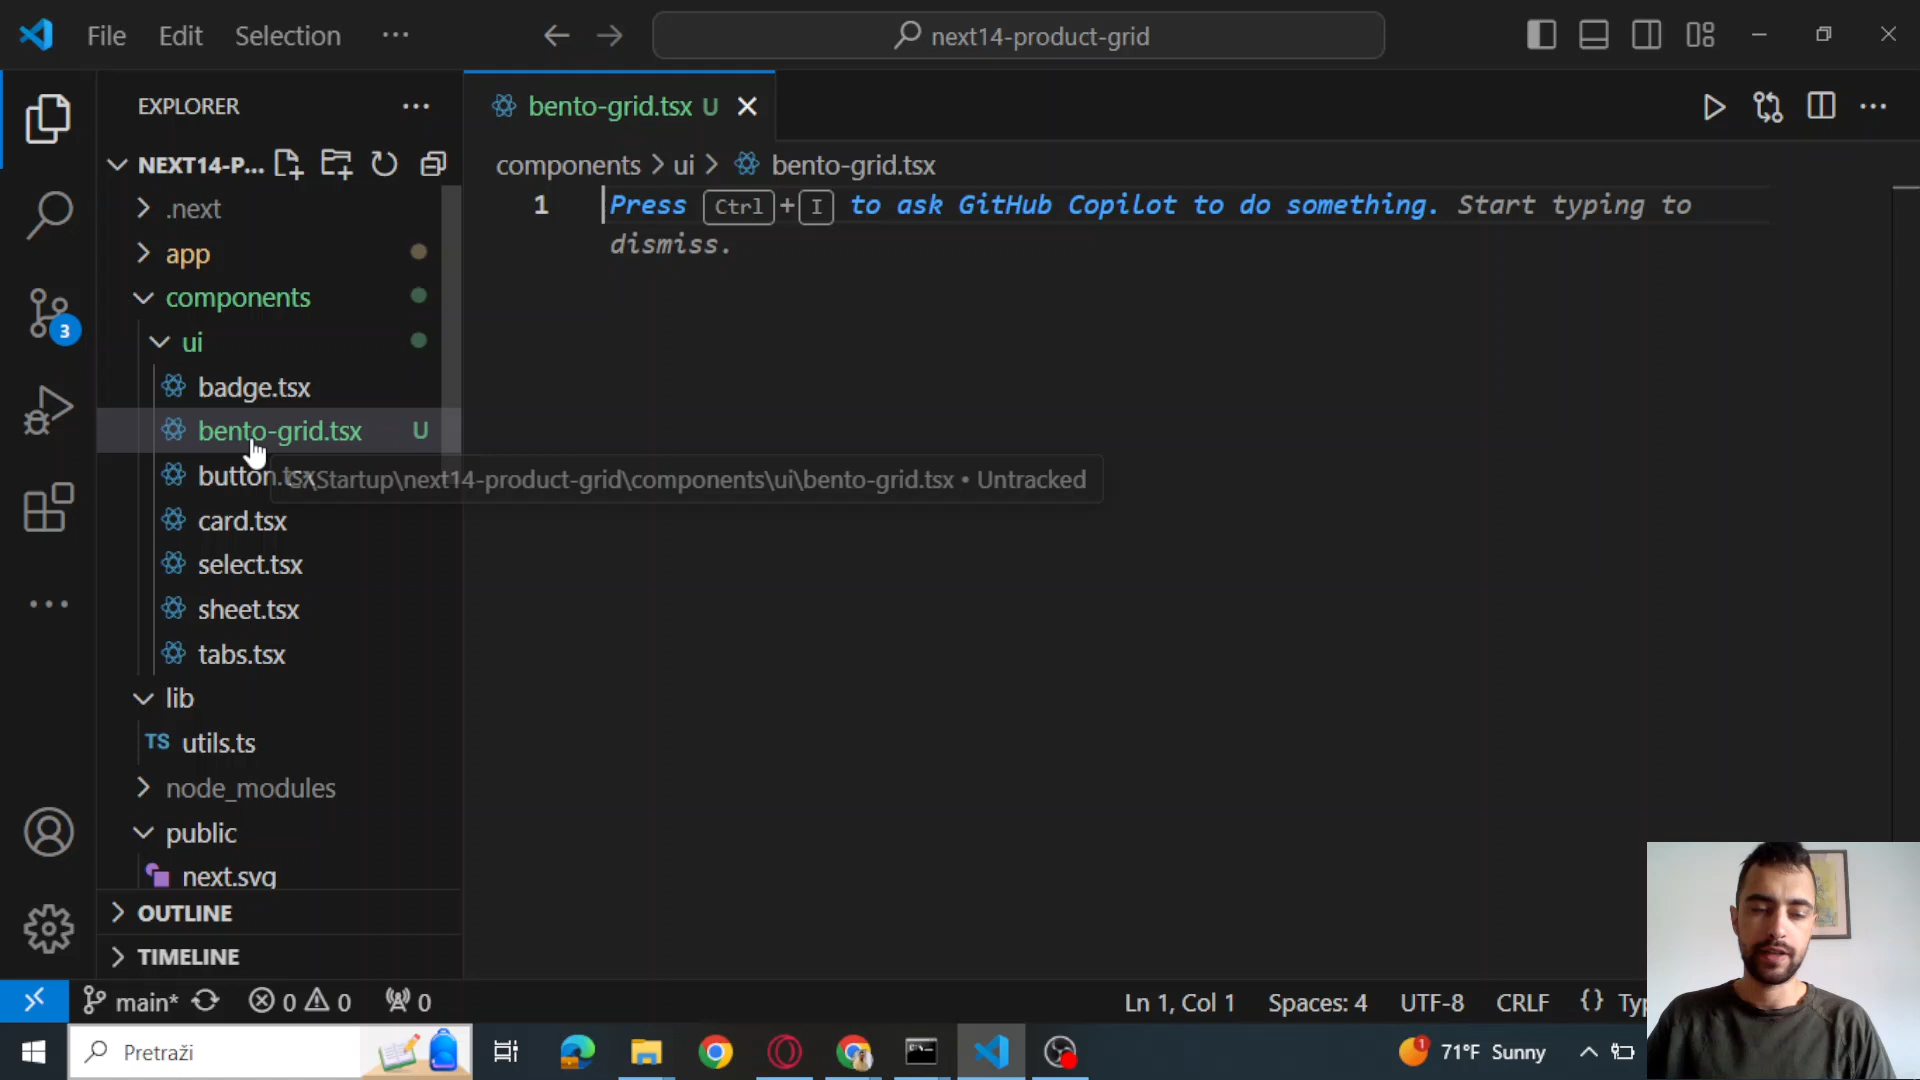 File Edit Selection ···
next14-product-grid
EXPLORER
NEXT14-P...
.next
app
components
ui
badge.tsx
bento-grid.tsx U
button.tsx
card.tsx
select.tsx
sheet.tsx
tabs.tsx
lib
TS utils.ts
node_modules
public
next.svg
OUTLINE
TIMELINE
3
bento-grid.tsx U
components > ui > bento-grid.tsx
1 Press Ctrl+I to ask GitHub Copilot to do something. Start typing to
dismiss.
\Startup\next14-product-grid\components\ui\bento-grid.tsx • Untracked
main* 0 0 0
Ln 1, Col 1 Spaces: 4 UTF-8 CRLF {}
Pretraži
1 71°F Sunny